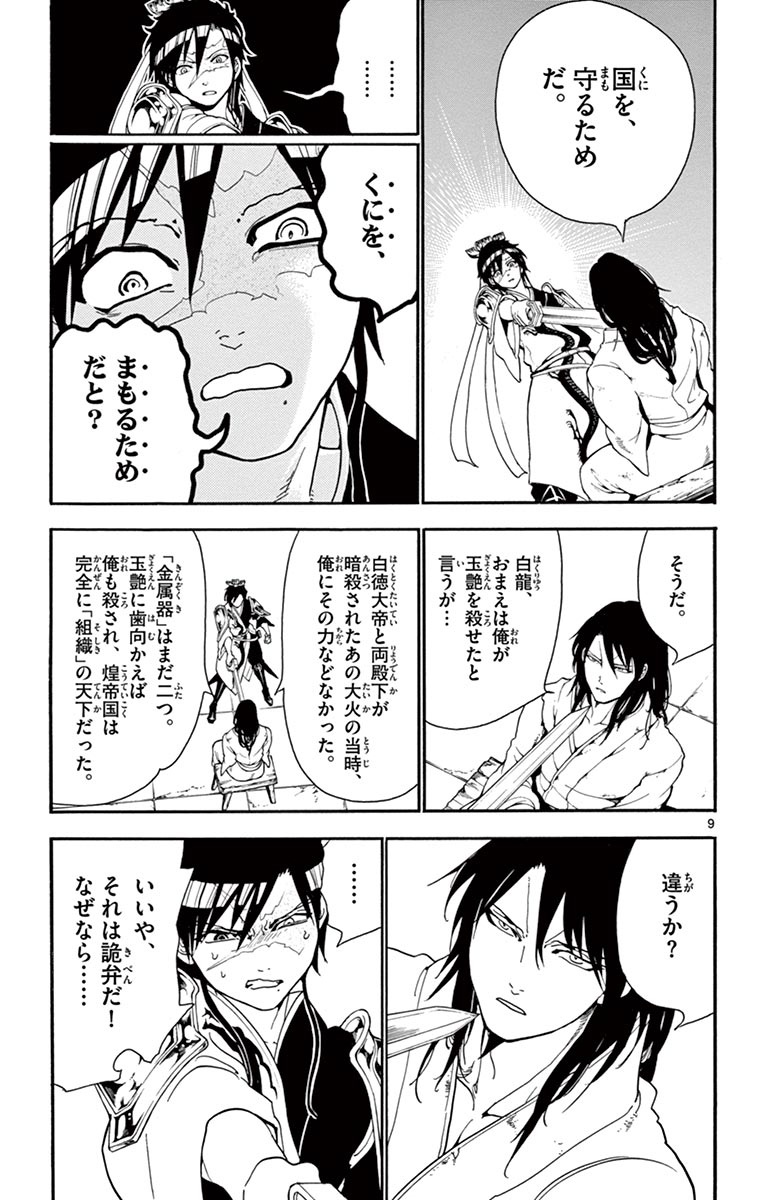 国を、
守るため
だ。
………
………
くにを、
まもるため
だと？
そうだ。
白龍、
おまえは俺が
玉艶を殺せたと
言うが…
白徳大帝と両殿下が
暗殺されたあの大火の当時、
俺にその力などなかった。
「金属器」はまだ二つ。
玉艶に歯向かえば
俺も殺され、煌帝国は
完全に「組織」の天下だった。
9
違うか？
……
いいや、
それは詭弁だ！
なぜなら……